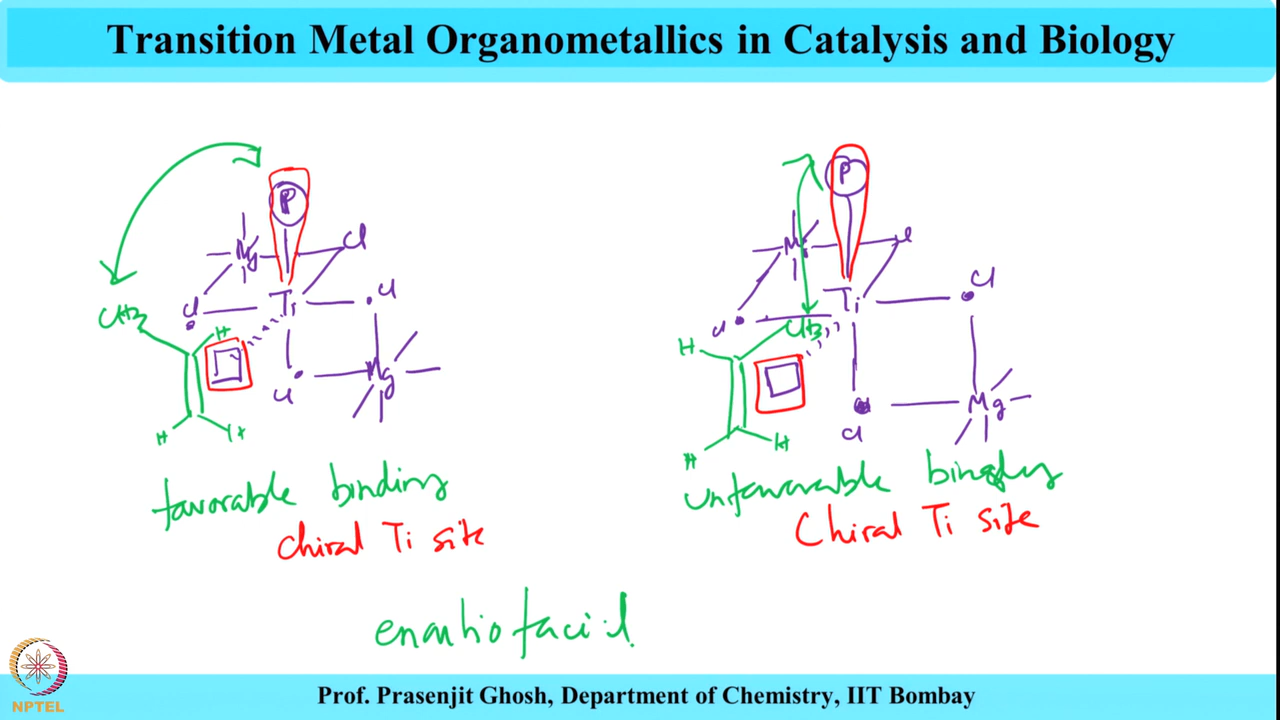 Transition Metal Organometallics in Catalysis and Biology
P
P
Mg
Cl
M
Cl
Ti
Cl
Ti
Cl
Cl
Cl
CH3
H
CH3
H
Mg
Mg
Cl
Cl
H
H
H
H
favorable binding
unfavorable binding
Chiral Ti site
Chiral Ti site
enantiofacial
Prof. Prasenjit Ghosh, Department of Chemistry, IIT Bombay
NPTEL